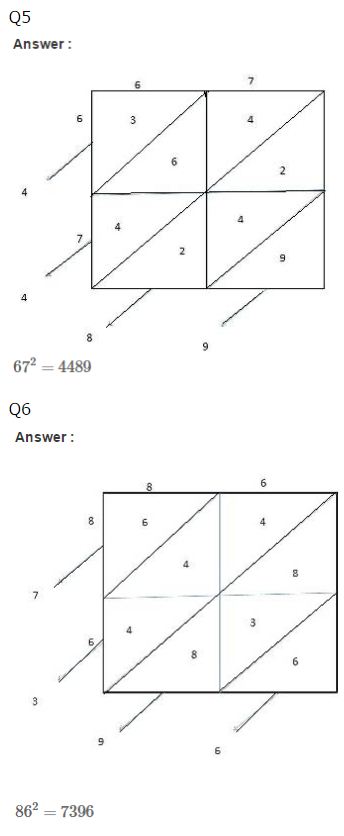 Q5
Answer :
6 7
6 3 4
6 2
4
7 4 4
2 9
4
8 9
67² = 4489
Q6
Answer :
8 6
8 6 4
4 8
7
6 4 3
8 6
3
9 6
86² = 7396